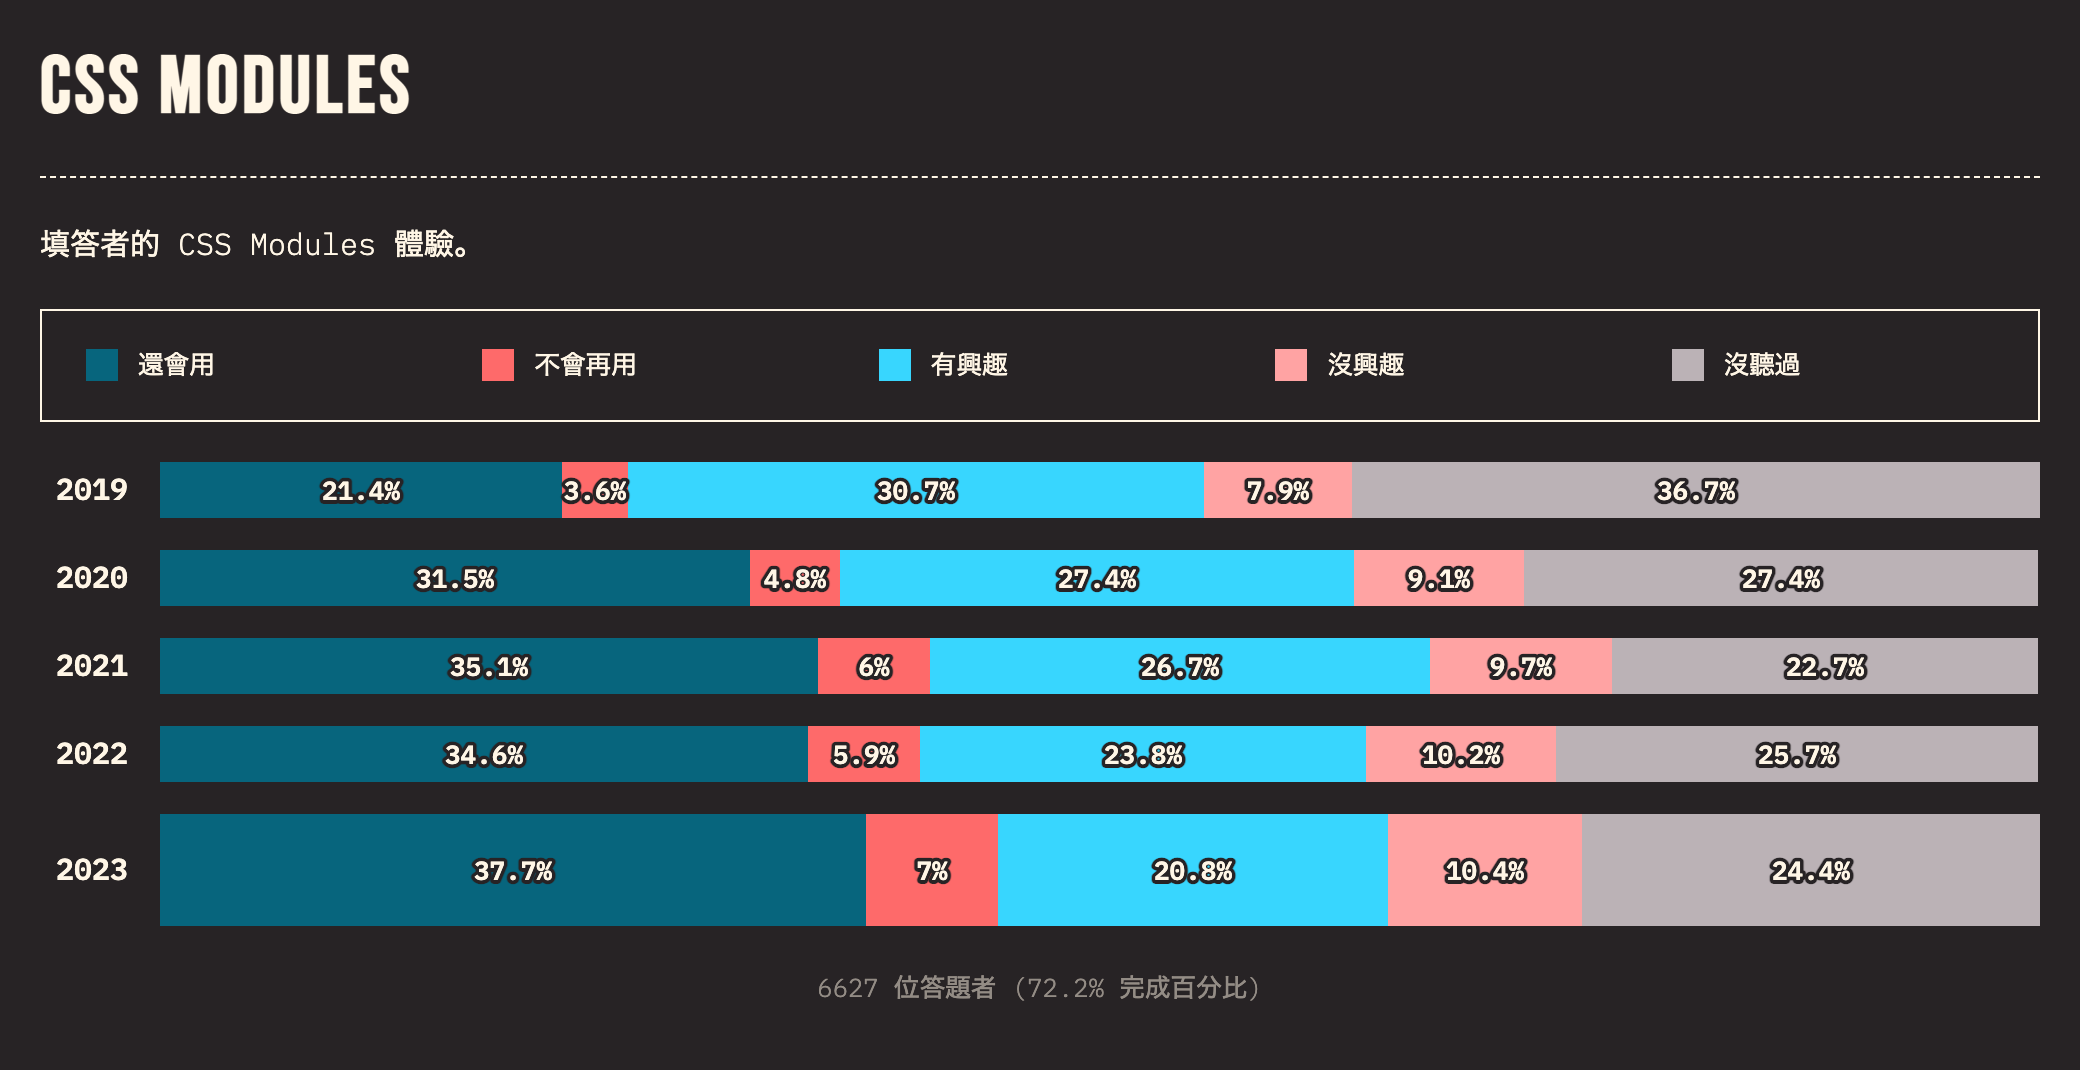 CSS MODULES
填答者的 CSS Modules 體驗。
還會用 不會再用 有興趣 沒興趣 沒聽過
2019 21.4% 3.6% 30.7% 7.9% 36.7%
2020 31.5% 4.8% 27.4% 9.1% 27.4%
2021 35.1% 6% 26.7% 9.7% 22.7%
2022 34.6% 5.9% 23.8% 10.2% 25.7%
2023 37.7% 7% 20.8% 10.4% 24.4%
6627 位答題者 (72.2% 完成百分比)